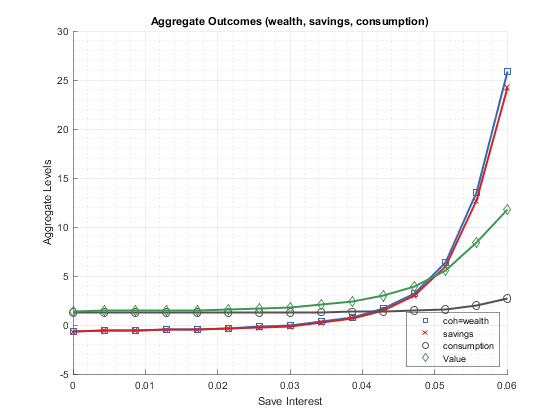 Aggregate Outcomes (wealth, savings, consumption)
30
25
20
15
10
5
0
-5
Aggregate Levels
0
0.01
0.02
0.03
0.04
0.05
0.06
Save Interest
coh=wealth
savings
consumption
Value